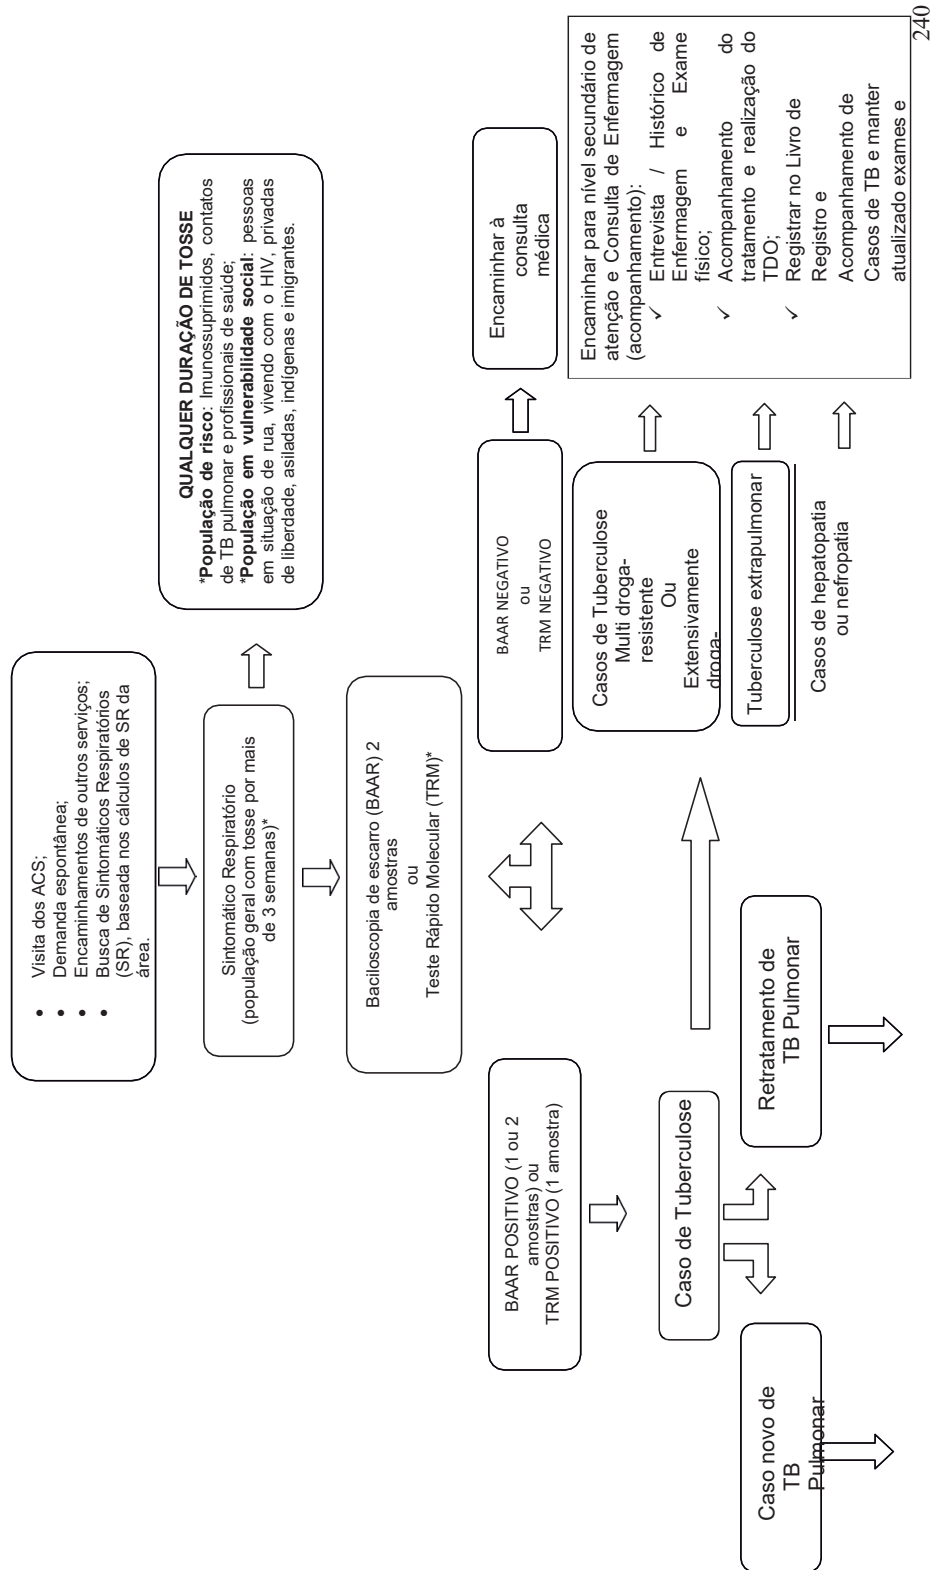 • Visita dos ACS;
• Demanda espontânea;
• Encaminhamentos de outros serviços;
• Busca de Sintomáticos Respiratórios
(SR), baseada nos cálculos de SR da
área.
Sintomático Respiratório
(população geral com tosse por mais
de 3 semanas)*
QUALQUER DURAÇÃO DE TOSSE
*População de risco: Imunossuprimidos, contatos
de TB pulmonar e profissionais de saúde;
*População em vulnerabilidade social: pessoas
em situação de rua, vivendo com o HIV, privadas
de liberdade, asiladas, indígenas e imigrantes.
Baciloscopia de escarro (BAAR) 2
amostras
ou
Teste Rápido Molecular (TRM)*
BAAR POSITIVO (1 ou 2
amostras) ou
TRM POSITIVO (1 amostra)
BAAR NEGATIVO
ou
TRM NEGATIVO
Encaminhar à
consulta
médica
Caso de Tuberculose
Casos de Tuberculose
Multi droga-
resistente
Ou
Extensivamente
droga-
Tuberculose extrapulmonar
Casos de hepatopatia
ou nefropatia
Encaminhar para nível secundário de
atenção e Consulta de Enfermagem
(acompanhamento):
✓ Entrevista / Histórico de
Enfermagem e Exame
físico;
✓ Acompanhamento do
tratamento e realização do
TDO;
✓ Registrar no Livro de
Registro e
Acompanhamento de
Casos de TB e manter
atualizado exames e
Caso novo de
TB
Pulmonar
Retratamento de
TB Pulmonar
240